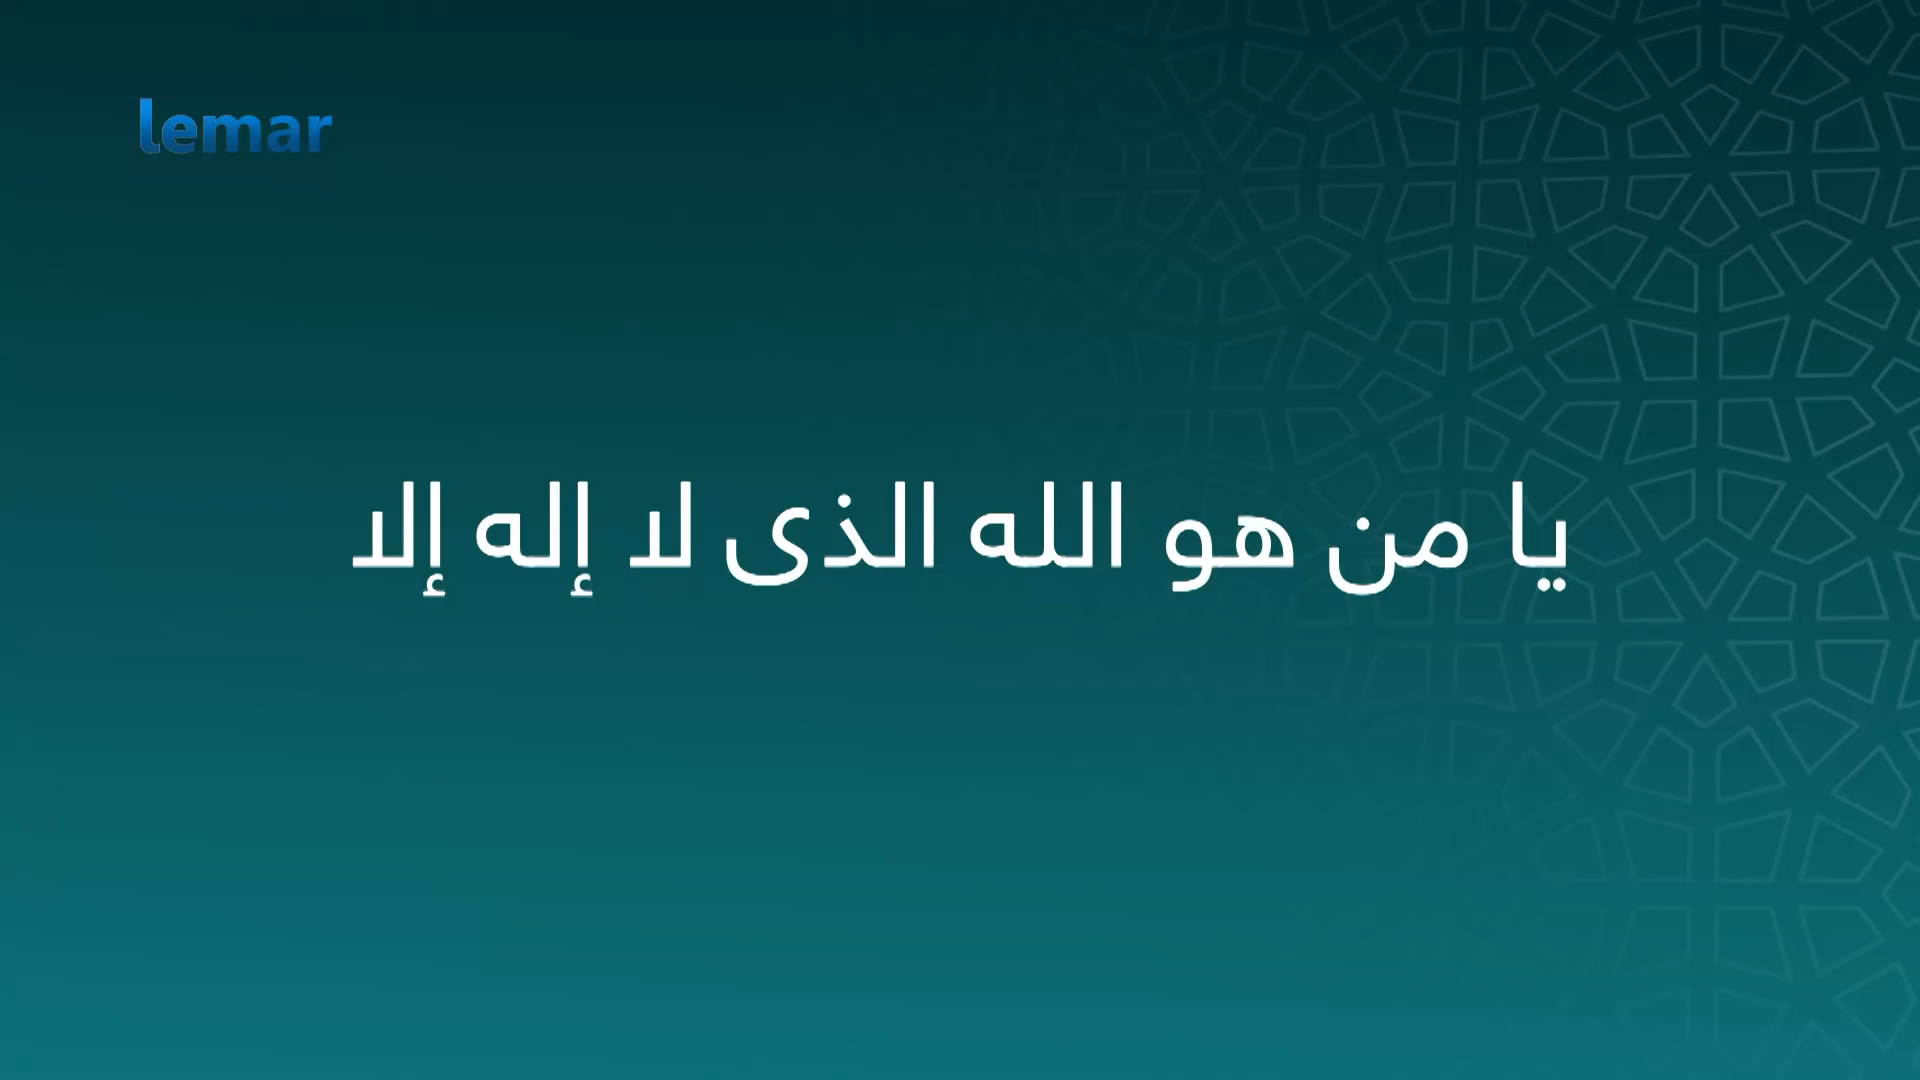 lemar
يا من هو الله الذى لا إله إلا